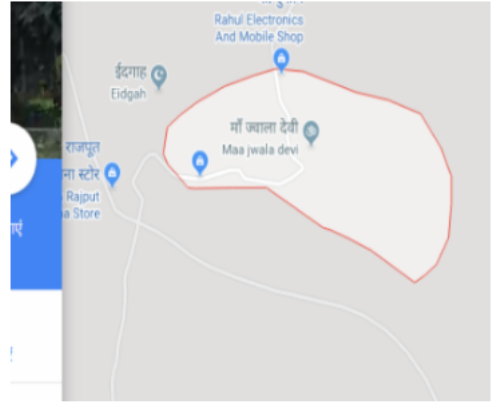 Rahul Electronics
And Mobile Shop
ईदगाह
Eidgah
माँ ज्वाला देवी
Maa jwala devi
राजपूत
ना स्टोर
Rajput
a Store